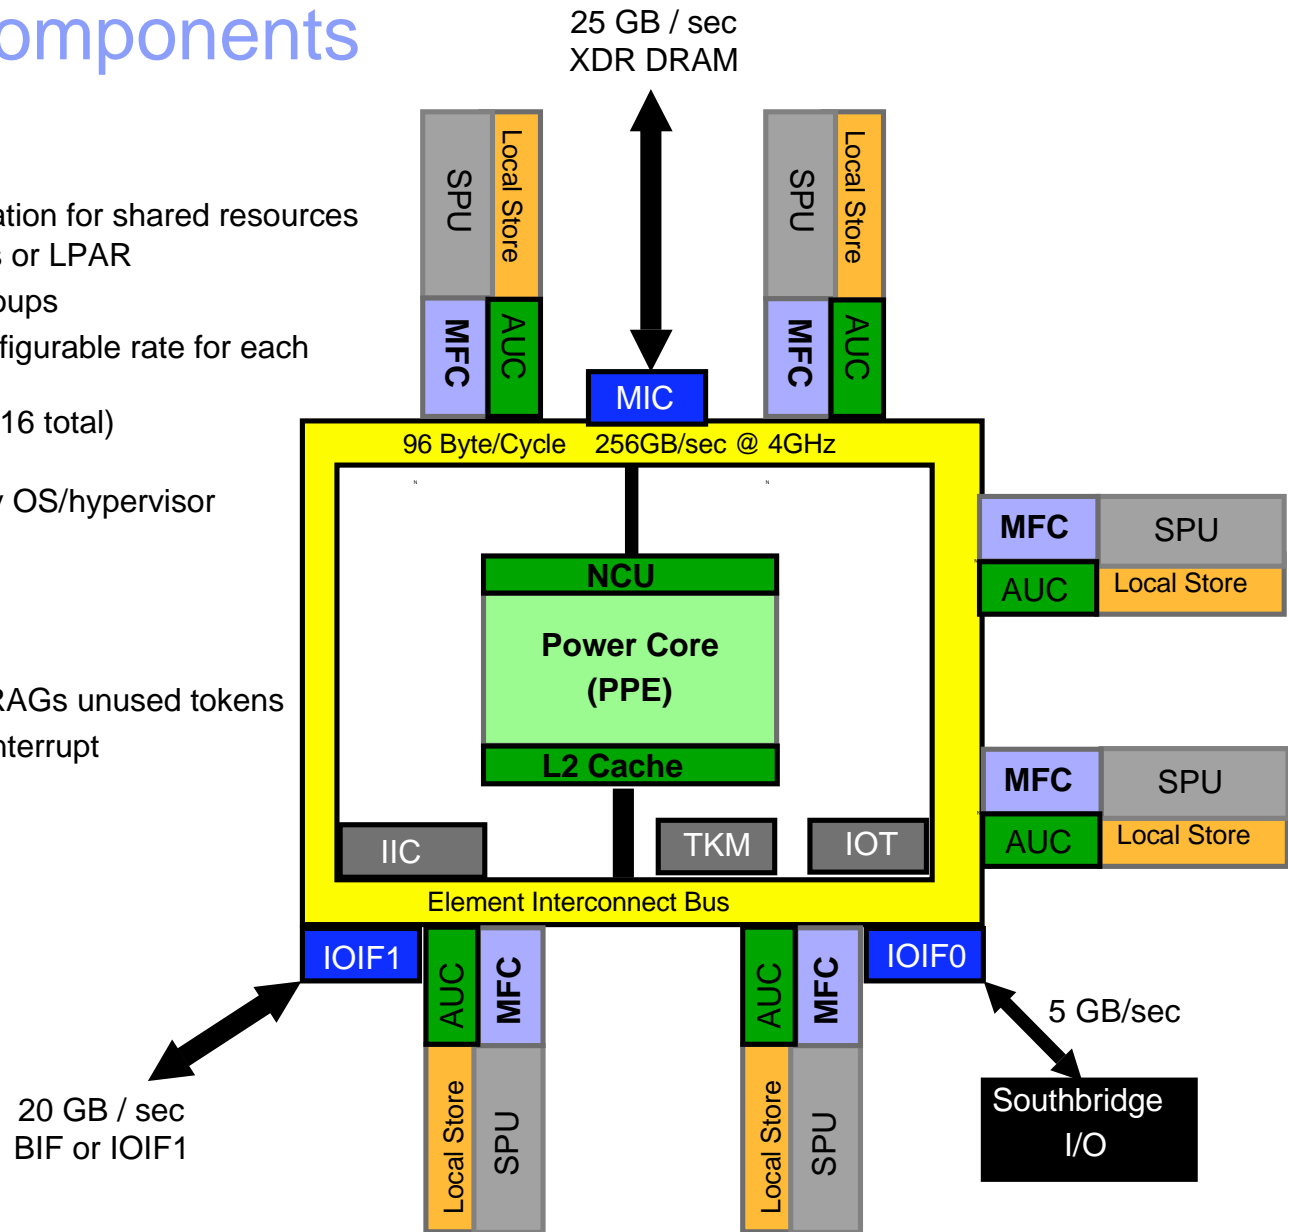 omponents
25 GB / sec
XDR DRAM
ation for shared resources
s or LPAR
oups
figurable rate for each
16 total)
y OS/hypervisor
RAGs unused tokens
nterrupt
SPU
Local Store
MFC
AUC
SPU
Local Store
MFC
AUC
MIC
96 Byte/Cycle 256GB/sec @ 4GHz
N
N
NCU
Power Core
(PPE)
L2 Cache
IIC
TKM
IOT
Element Interconnect Bus
MFC
SPU
N
AUC
Local Store
MFC
SPU
N
AUC
Local Store
IOIF1
AUC
MFC
Local Store
SPU
AUC
MFC
Local Store
SPU
IOIF0
5 GB/sec
20 GB / sec
BIF or IOIF1
Southbridge
I/O